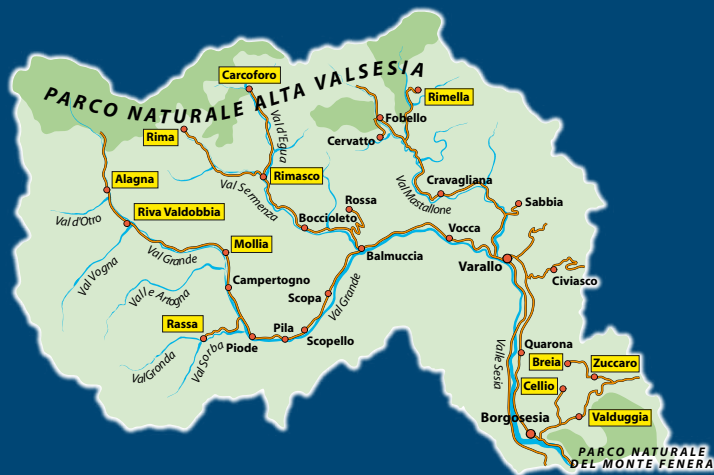 PARCO NATURALE ALTA VALSESIA
Carcoforo
Rimella
Fobello
Rima
Val d'Egua
Cervatto
Alagna
Rimasco
Val Sermenza
Val Mastallone
Cravagliana
Rossa
Sabbia
Riva Valdobbia
Val d'Otro
Boccioleto
Vocca
Mollia
Val Grande
Balmuccia
Varallo
Val Vogna
Campertogno
Civiasco
Valle Artogna
Scopa
Val Grande
Rassa
Pila
Scopello
Piode
Val Sorba
Val Gronda
Valle Sesia
Quarona
Breia
Zuccaro
Cellio
Borgosesia
Valduggia
PARCO NATURALE
DEL MONTE FENERA